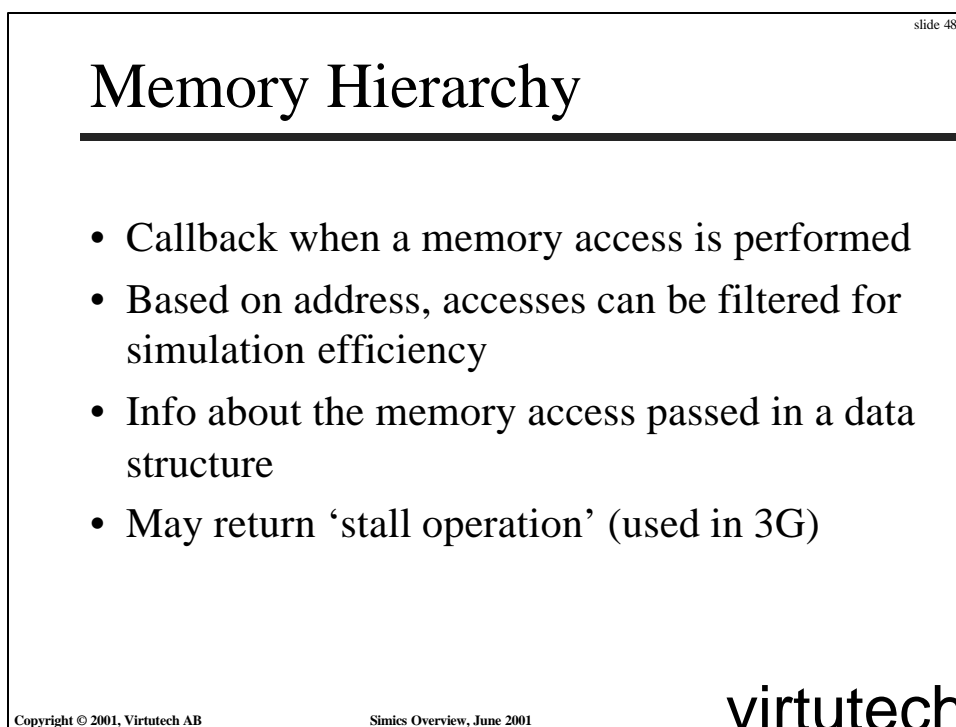 slide 48
Memory Hierarchy
• Callback when a memory access is performed
• Based on address, accesses can be filtered for
simulation efficiency
• Info about the memory access passed in a data
structure
• May return ‘stall operation’ (used in 3G)
Copyright © 2001, Virtutech AB
Simics Overview, June 2001
virtutech